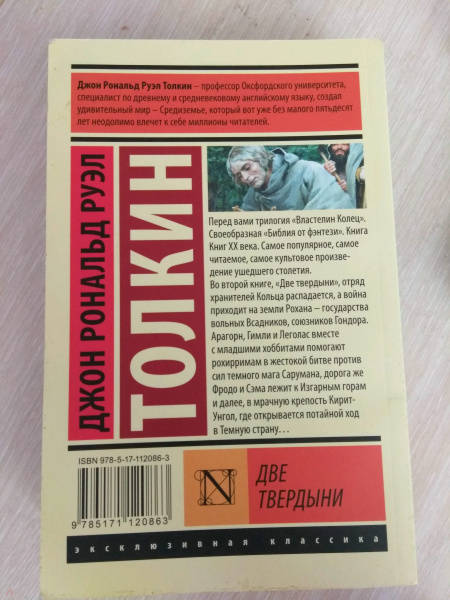 Джон Рональд Руэл Толкин – профессор Оксфордского университета,
специалист по древнему и средневековому английскому языку, создал
удивительный мир – Средиземье, который вот уже без малого пятьдесят
лет неодолимо влечет к себе миллионы читателей.
ДЖОН РОНАЛЬД РУЭЛ
ТОЛКИН
Перед вами трилогия «Властелин Колец».
Своеобразная «Библия от фэнтези». Книга
Книг XX века. Самое популярное, самое
читаемое, самое культовое произве-
дение ушедшего столетия.
Во второй книге, «Две твердыни», отряд
хранителей Кольца распадается, а война
приходит на земли Рохана – государства
вольных Всадников, союзников Гондора.
Арагорн, Гимли и Леголас вместе
с младшими хоббитами помогают
рохирримам в жестокой битве против
сил темного мага Сарумана, дорога же
Фродо и Сэма лежит к Изгарным горам
и далее, в мрачную крепость Кирит-
Унгол, где открывается потайной ход
в Темную страну…
ISBN 978-5-17-112086-3
9 785171 120863
N
ДВЕ
ТВЕРДЫНИ
эксклюзивная классика